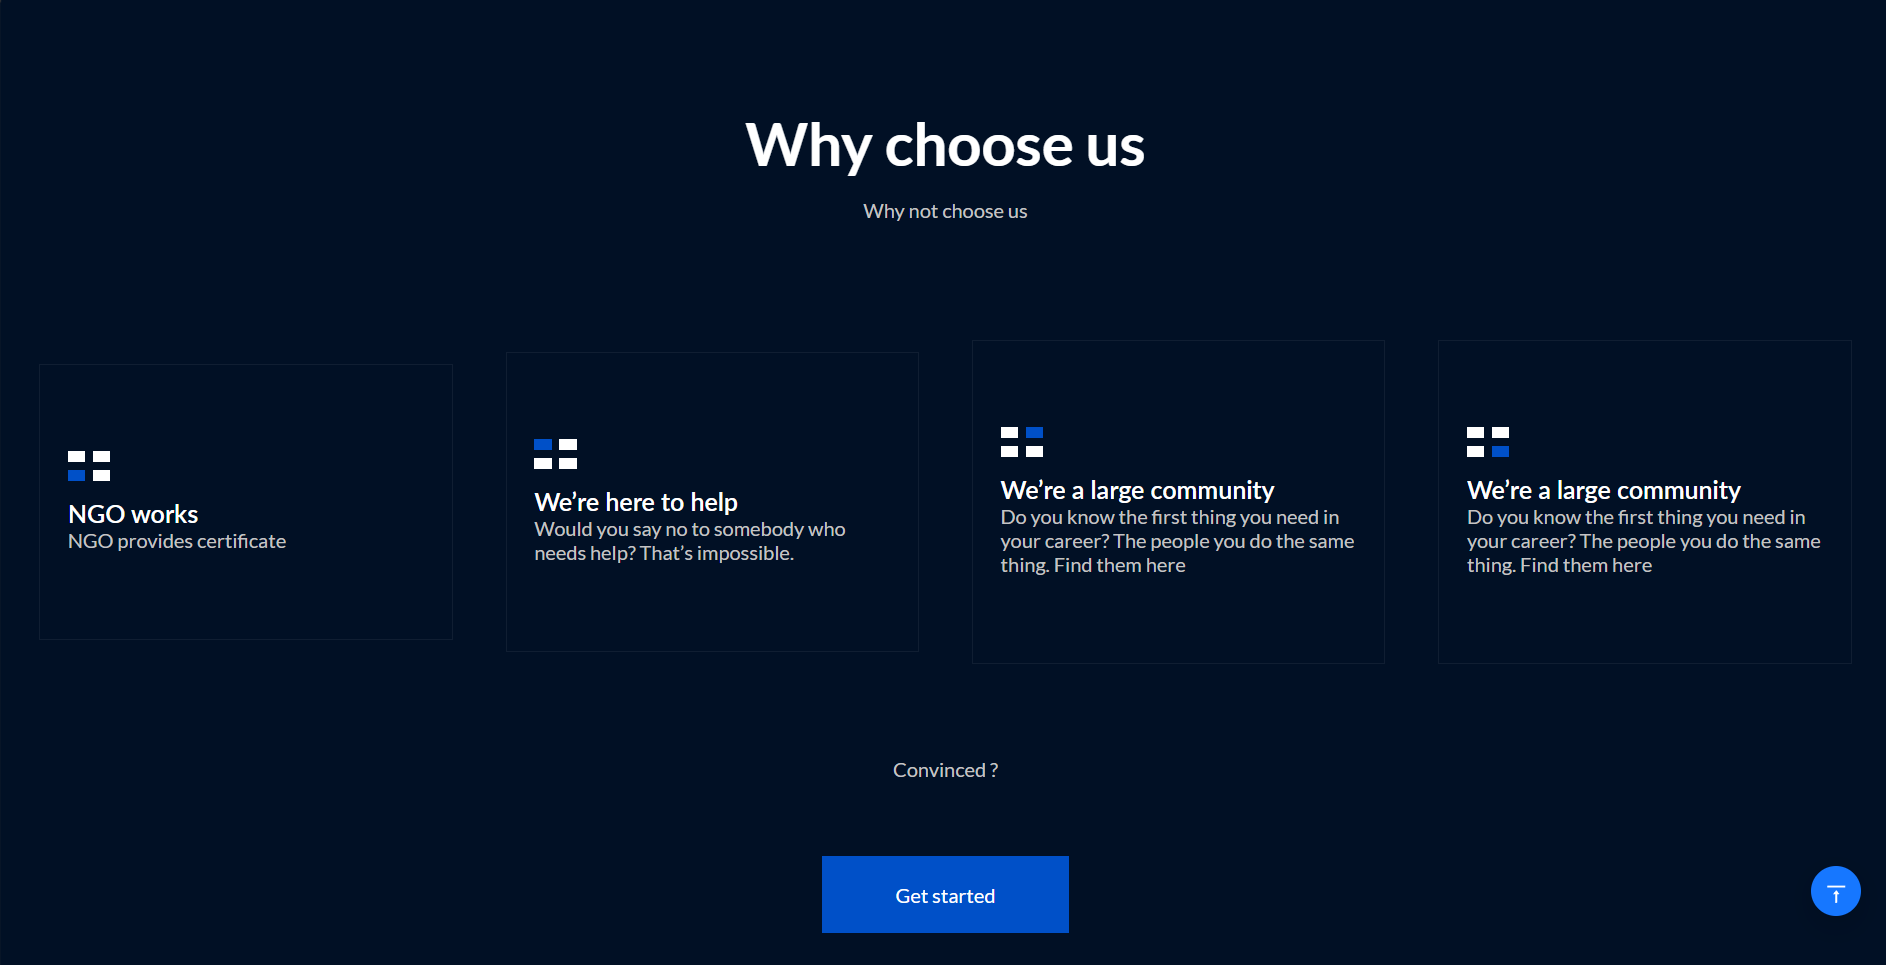 Why choose us
Why not choose us
NGO works
NGO provides certificate
We’re here to help
Would you say no to somebody who
needs help? That’s impossible.
We’re a large community
Do you know the first thing you need in
your career? The people you do the same
thing. Find them here
We’re a large community
Do you know the first thing you need in
your career? The people you do the same
thing. Find them here
Convinced ?
Get started